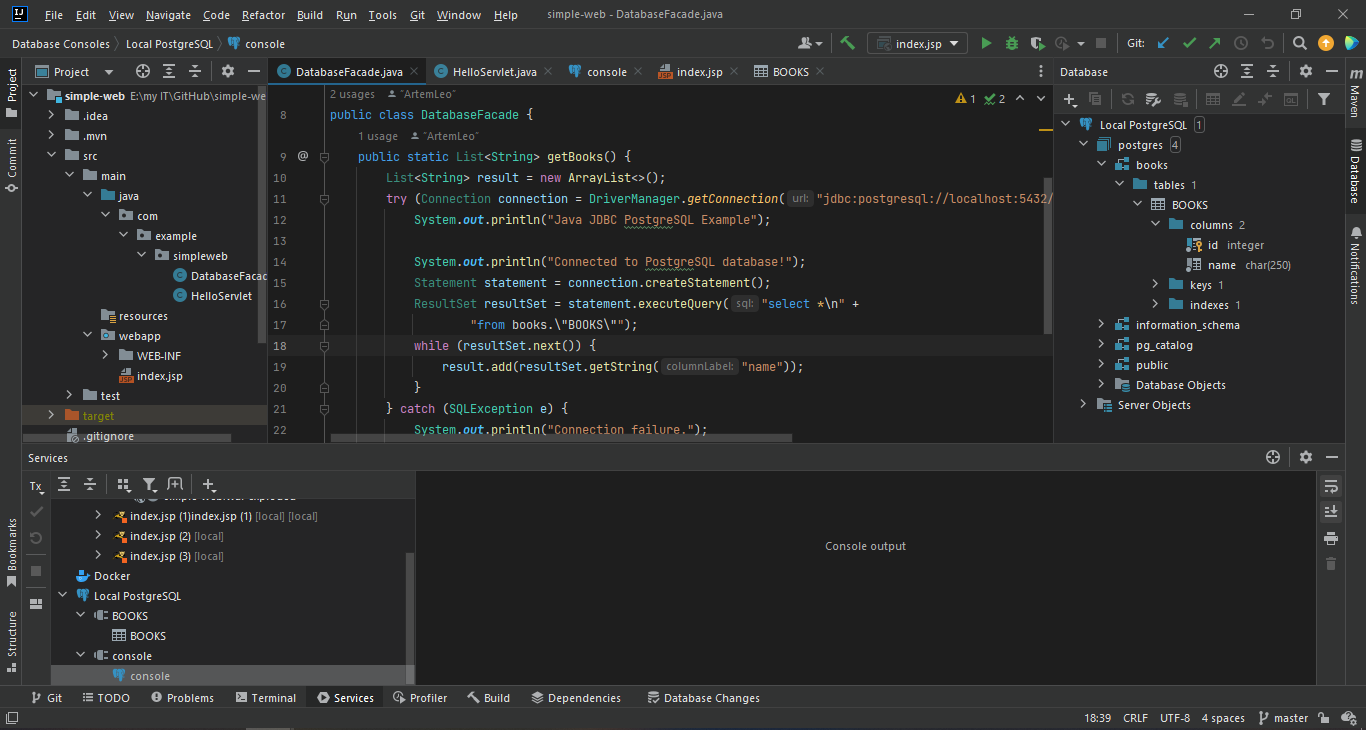 File Edit View Navigate Code Refactor Build Run Tools Git Window Help simple-web - DatabaseFacade.java
Database Consoles Local PostgreSQL console index.jsp Git:
Project
DatabaseFacade.java HelloServlet.java console index.jsp BOOKS
Database
Project
Commit
Bookmarks
Structure
simple-web E:\my IT\GitHub\simple-we
.idea
.mvn
src
main
java
com
example
simpleweb
DatabaseFacad
HelloServlet
resources
webapp
WEB-INF
index.jsp
test
target
.gitignore
2 usages "ArtemLeo"
1 2
8 public class DatabaseFacade {
1 usage "ArtemLeo"
9 @ public static List<String> getBooks() {
10 List<String> result = new ArrayList<>();
11 try (Connection connection = DriverManager.getConnection( url: "jdbc:postgresql://localhost:5432/
12 System.out.println("Java JDBC PostgreSQL Example");
13
14 System.out.println("Connected to PostgreSQL database!");
15 Statement statement = connection.createStatement();
16 ResultSet resultSet = statement.executeQuery( sql: "select *\n" +
17 "from books.\"BOOKS\"");
18 while (resultSet.next()) {
19 result.add(resultSet.getString( columnLabel: "name"));
20 }
21 } catch (SQLException e) {
22 System.out.println("Connection failure.");
Local PostgreSQL 1
postgres 4
books
tables 1
BOOKS
columns 2
id integer
name char(250)
keys 1
indexes 1
information_schema
pg_catalog
public
Database Objects
Server Objects
QL
m
Maven
Database
Notifications
Services
Tx
index.jsp (1)index.jsp (1) [local] [local]
index.jsp (2) [local]
index.jsp (3) [local]
Docker
Local PostgreSQL
BOOKS
BOOKS
console
console
Console output
Git TODO Problems Terminal Services Profiler Build Dependencies Database Changes
18:39 CRLF UTF-8 4 spaces master